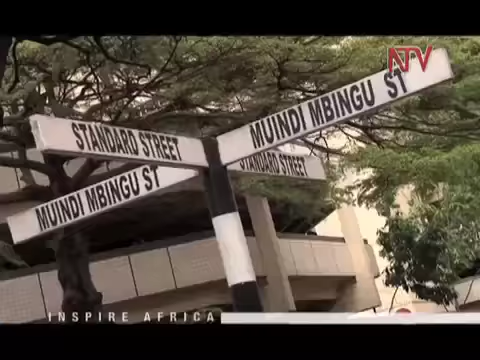 NTV
MUINDI MBINGU ST
STANDARD STREET
STANDARD STREET
MUINDI MBINGU ST
INSPIRE AFRICA